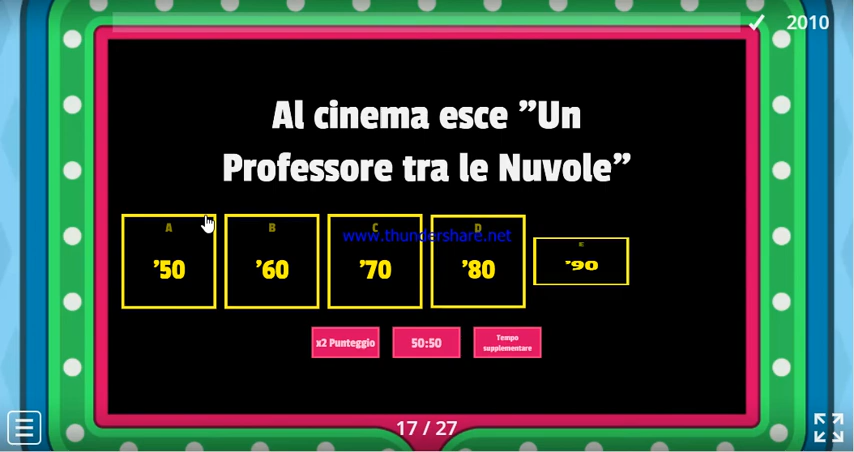 2010
Al cinema esce "Un
Professore tra le Nuvole"
A
B
C
D
E
'50
'60
'70
'80
'90
www.thundershare.net
x2 Punteggio
50:50
Tempo
supplementare
17 / 27